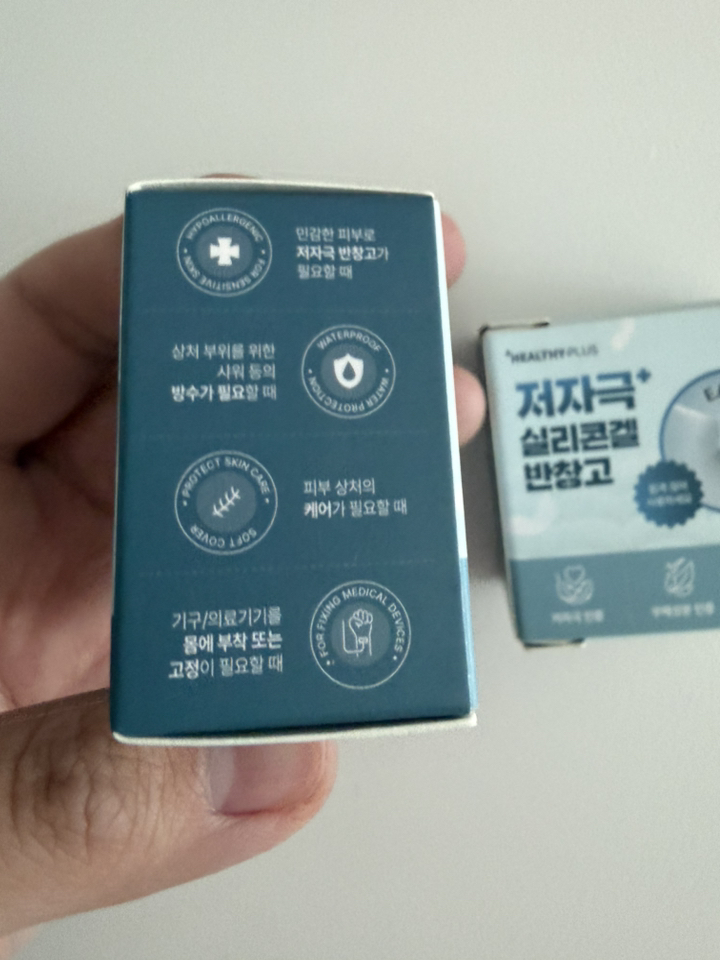 HYPOALLERGENIC • FOR SENSITIVE SKIN •
민감한 피부로
저자극 반창고가
필요할 때
상처 부위를 위한
샤워 등의
방수가 필요할 때
WATERPROOF • WATER PROTECTION •
PROTECT SKIN CARE • SOFT COVER •
피부 상처의
케어가 필요할 때
기구/의료기기를
몸에 부착 또는
고정이 필요할 때
FOR FIXING MEDICAL DEVICES
HEALTHY PLUS
저자극+
실리콘겔
반창고
EA